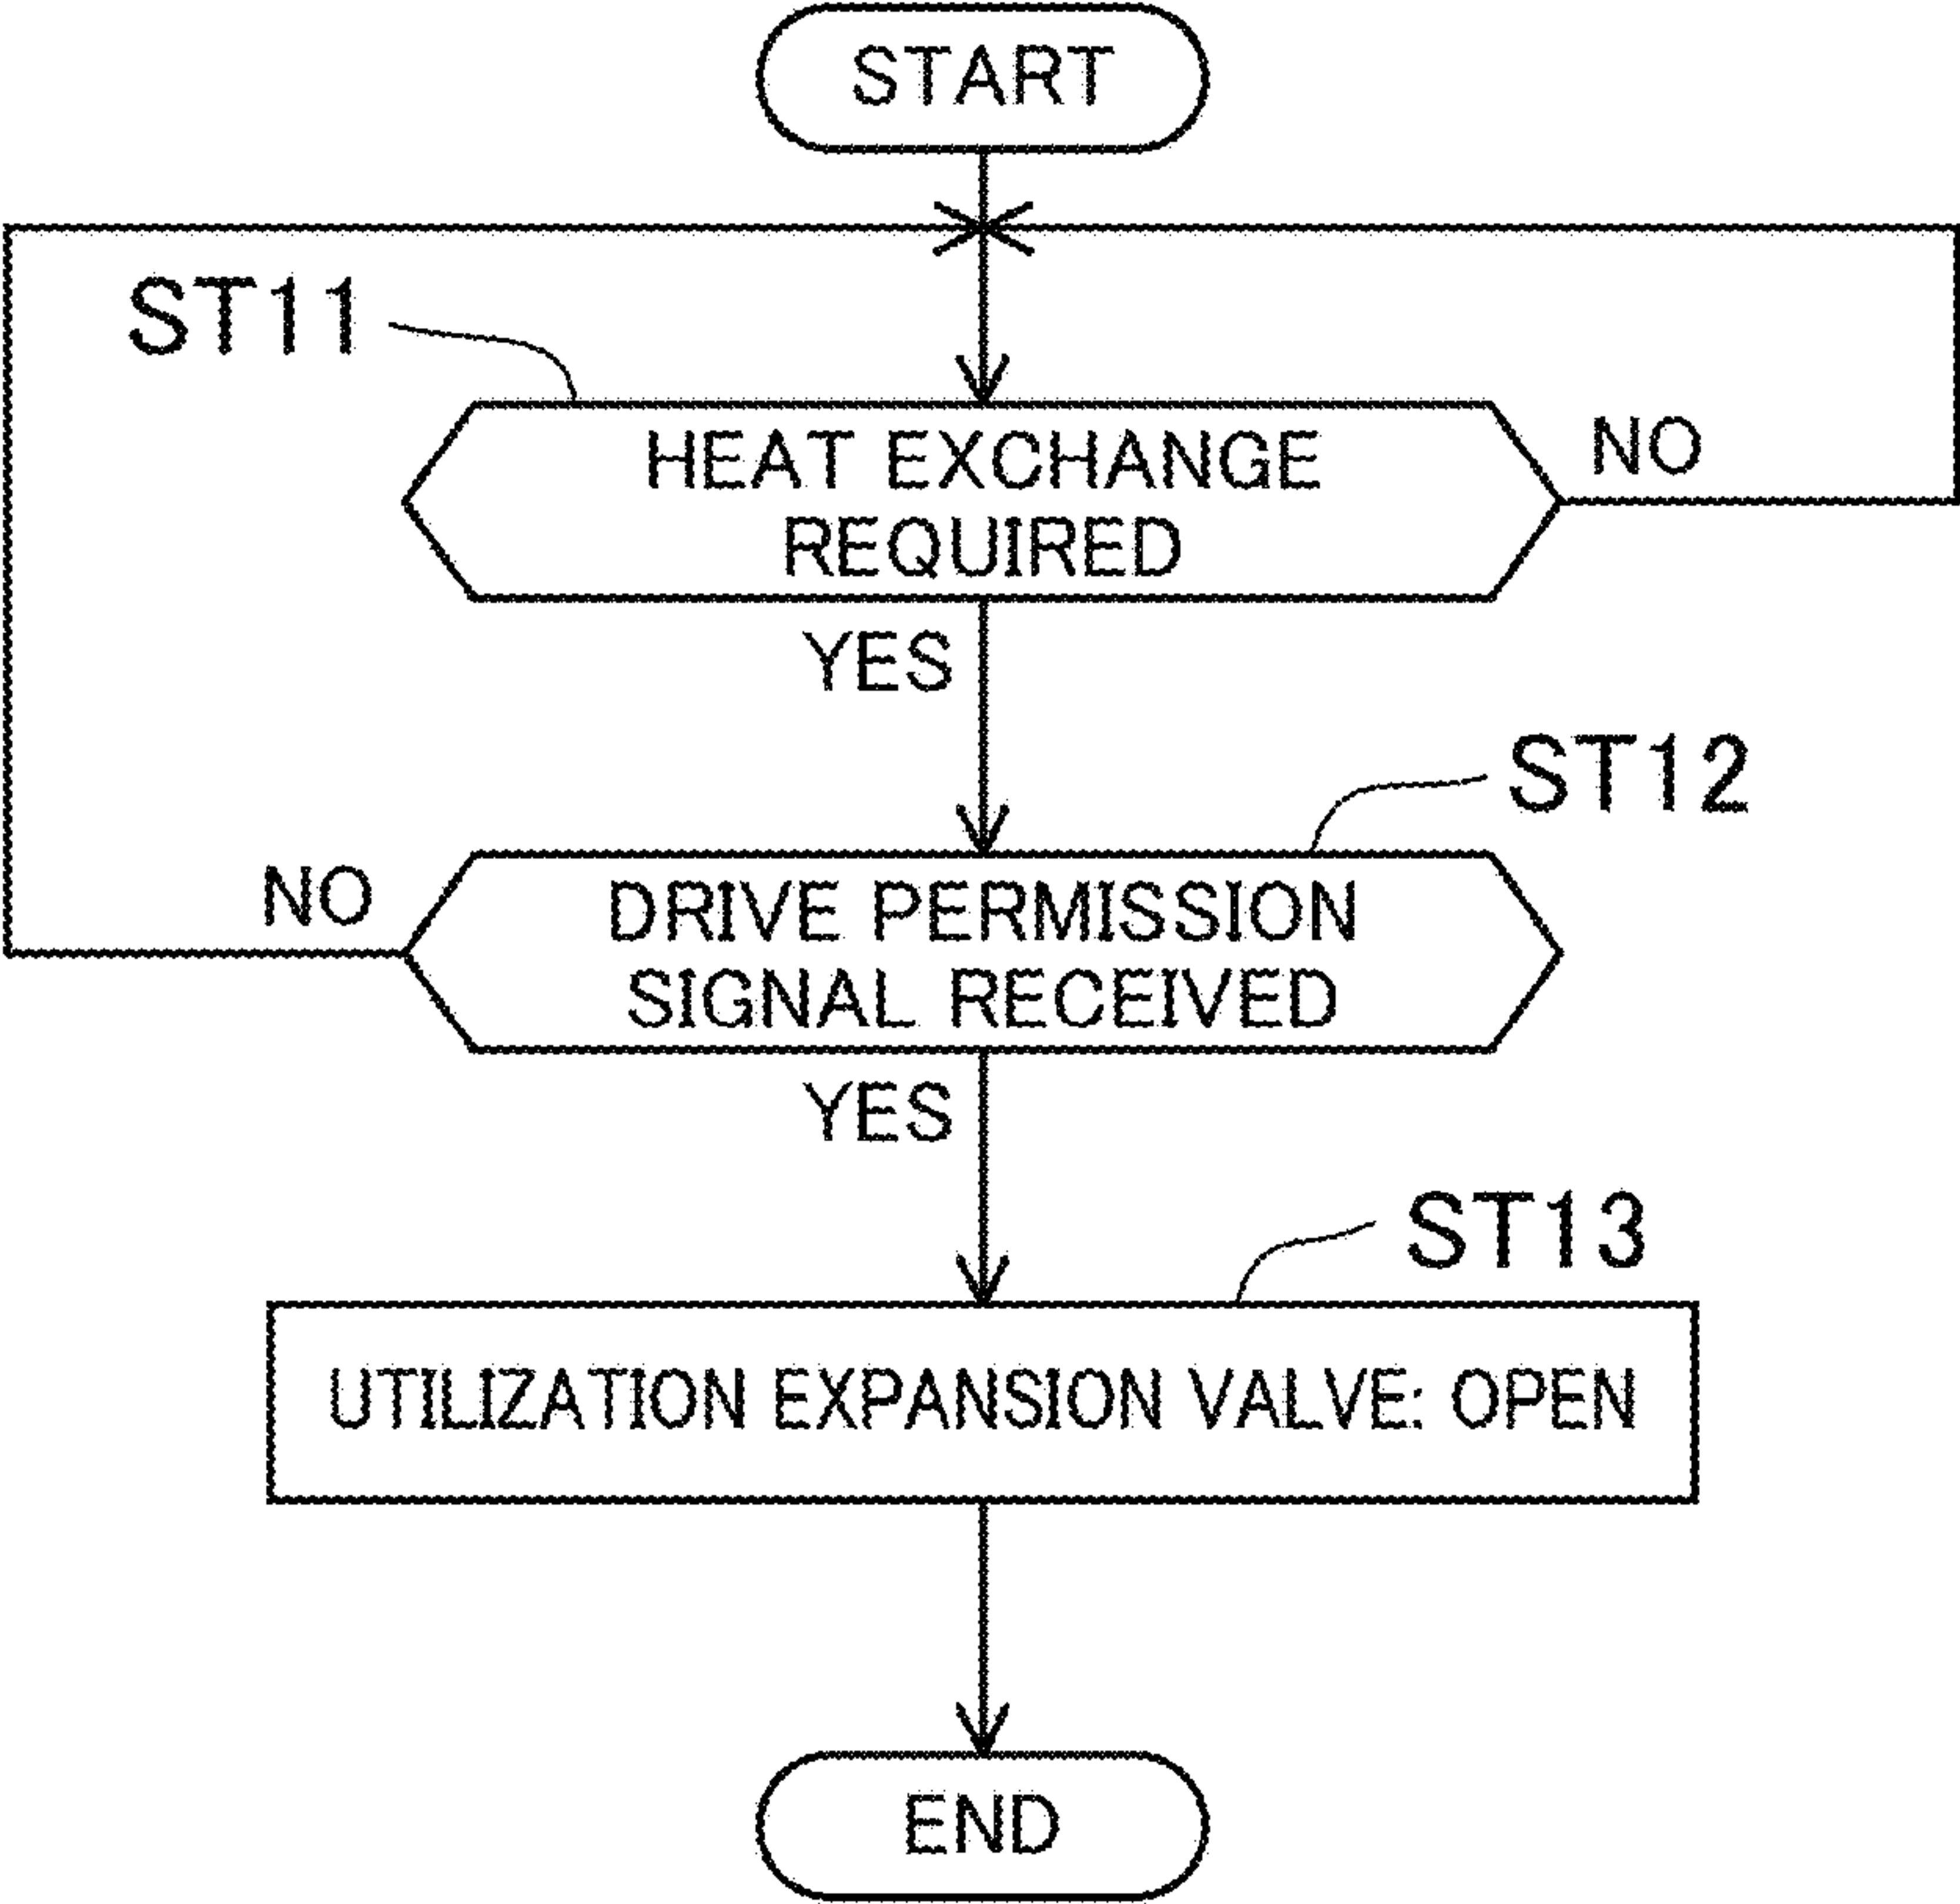 START
ST11
HEAT EXCHANGE
REQUIRED
NO
YES
ST12
NO
DRIVE PERMISSION
SIGNAL RECEIVED
YES
ST13
UTILIZATION EXPANSION VALVE: OPEN
END